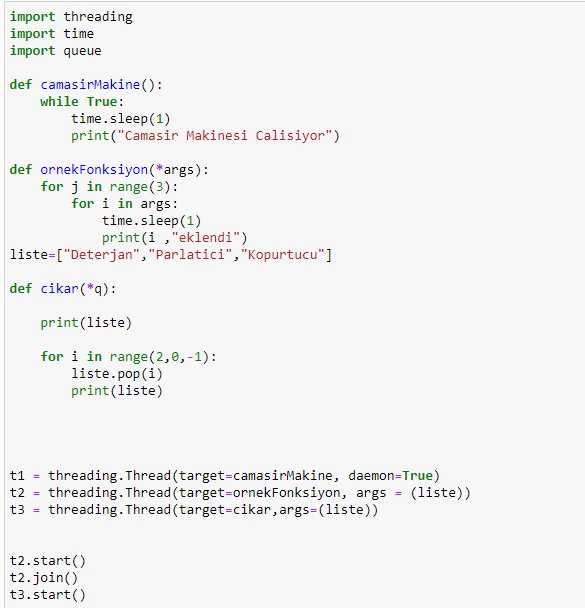 import threading
import time
import queue
def camasirMakine():
    while True:
        time.sleep(1)
        print("Camasir Makinesi Calisiyor")
def ornekFonksiyon(*args):
    for j in range(3):
        for i in args:
            time.sleep(1)
            print(i ,"eklendi")
liste=["Deterjan","Parlatici","Kopurtucu"]
def cikar(*q):
    print(liste)
    for i in range(2,0,-1):
        liste.pop(i)
        print(liste)
t1 = threading.Thread(target=camasirMakine, daemon=True)
t2 = threading.Thread(target=ornekFonksiyon, args = (liste))
t3 = threading.Thread(target=cikar,args=(liste))
t2.start()
t2.join()
t3.start()